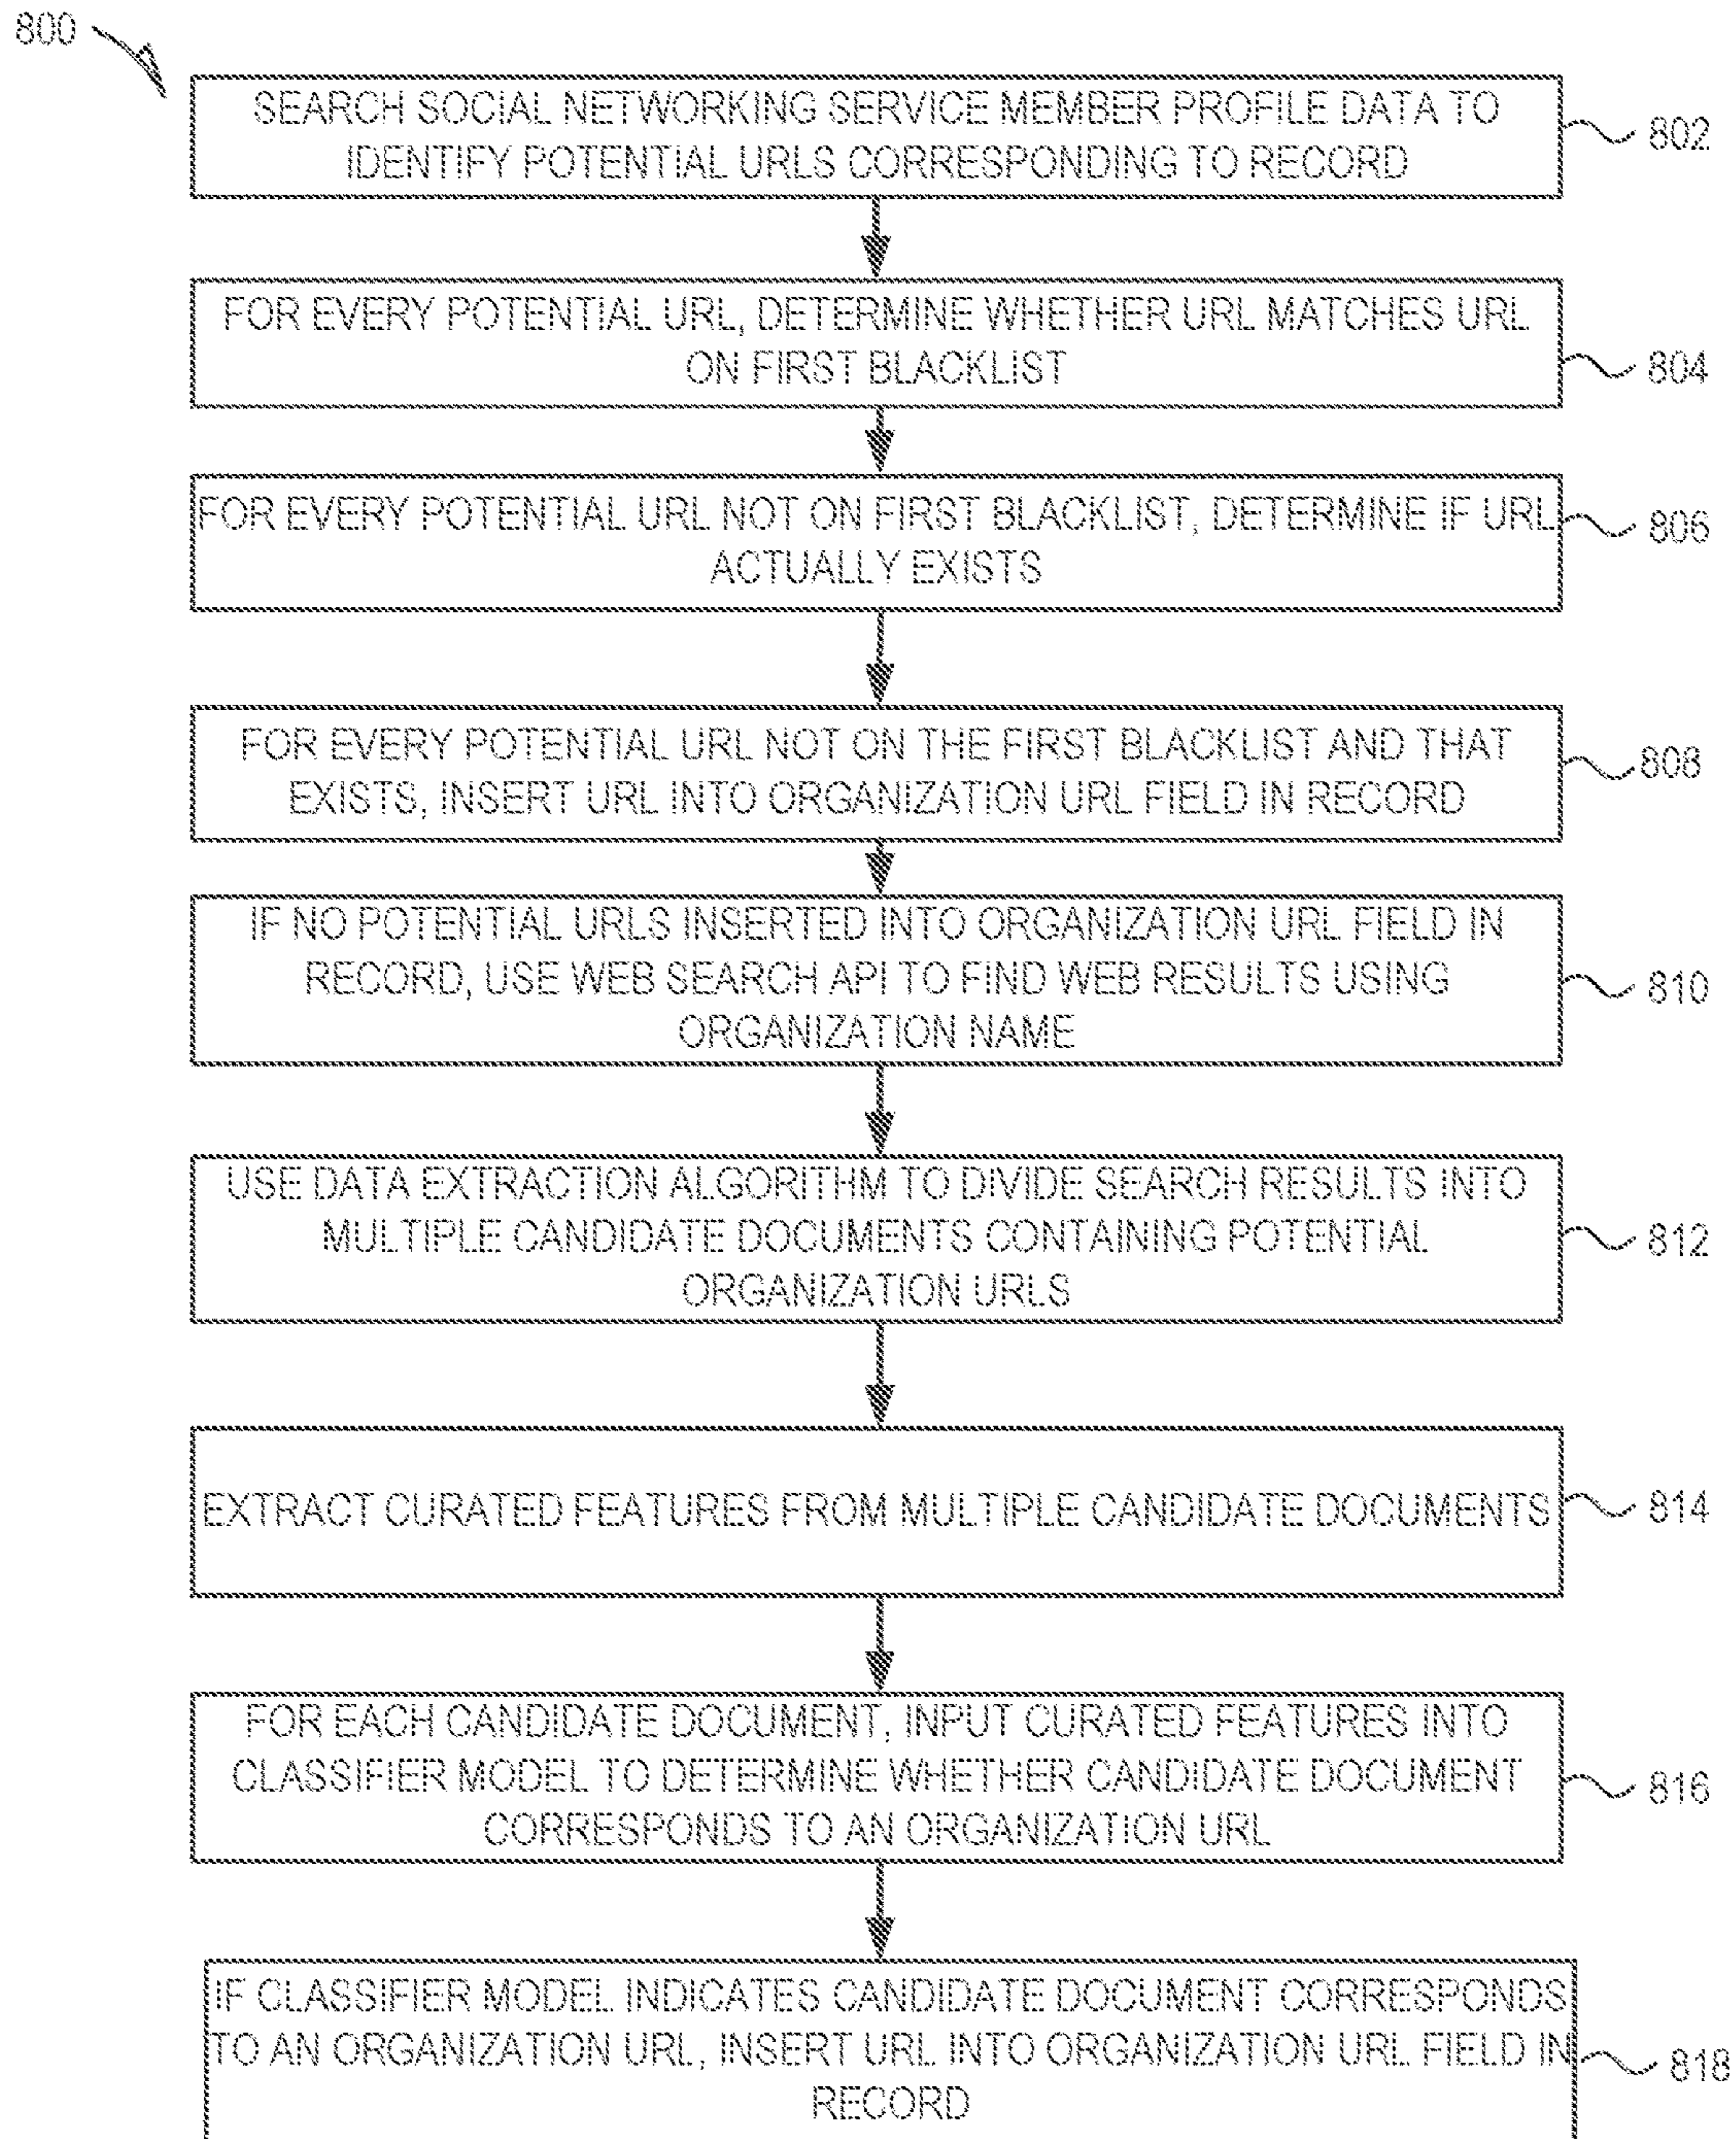 800
SEARCH SOCIAL NETWORKING SERVICE MEMBER PROFILE DATA TO
IDENTIFY POTENTIAL URLS CORRESPONDING TO RECORD
802
FOR EVERY POTENTIAL URL, DETERMINE WHETHER URL MATCHES URL
ON FIRST BLACKLIST
804
FOR EVERY POTENTIAL URL NOT ON FIRST BLACKLIST, DETERMINE IF URL
ACTUALLY EXISTS
806
FOR EVERY POTENTIAL URL NOT ON THE FIRST BLACKLIST AND THAT
EXISTS, INSERT URL INTO ORGANIZATION URL FIELD IN RECORD
808
IF NO POTENTIAL URLS INSERTED INTO ORGANIZATION URL FIELD IN
RECORD, USE WEB SEARCH API TO FIND WEB RESULTS USING
ORGANIZATION NAME
810
USE DATA EXTRACTION ALGORITHM TO DIVIDE SEARCH RESULTS INTO
MULTIPLE CANDIDATE DOCUMENTS CONTAINING POTENTIAL
ORGANIZATION URLS
812
EXTRACT CURATED FEATURES FROM MULTIPLE CANDIDATE DOCUMENTS
814
FOR EACH CANDIDATE DOCUMENT, INPUT CURATED FEATURES INTO
CLASSIFIER MODEL TO DETERMINE WHETHER CANDIDATE DOCUMENT
CORRESPONDS TO AN ORGANIZATION URL
816
IF CLASSIFIER MODEL INDICATES CANDIDATE DOCUMENT CORRESPONDS
TO AN ORGANIZATION URL, INSERT URL INTO ORGANIZATION URL FIELD IN
RECORD
818